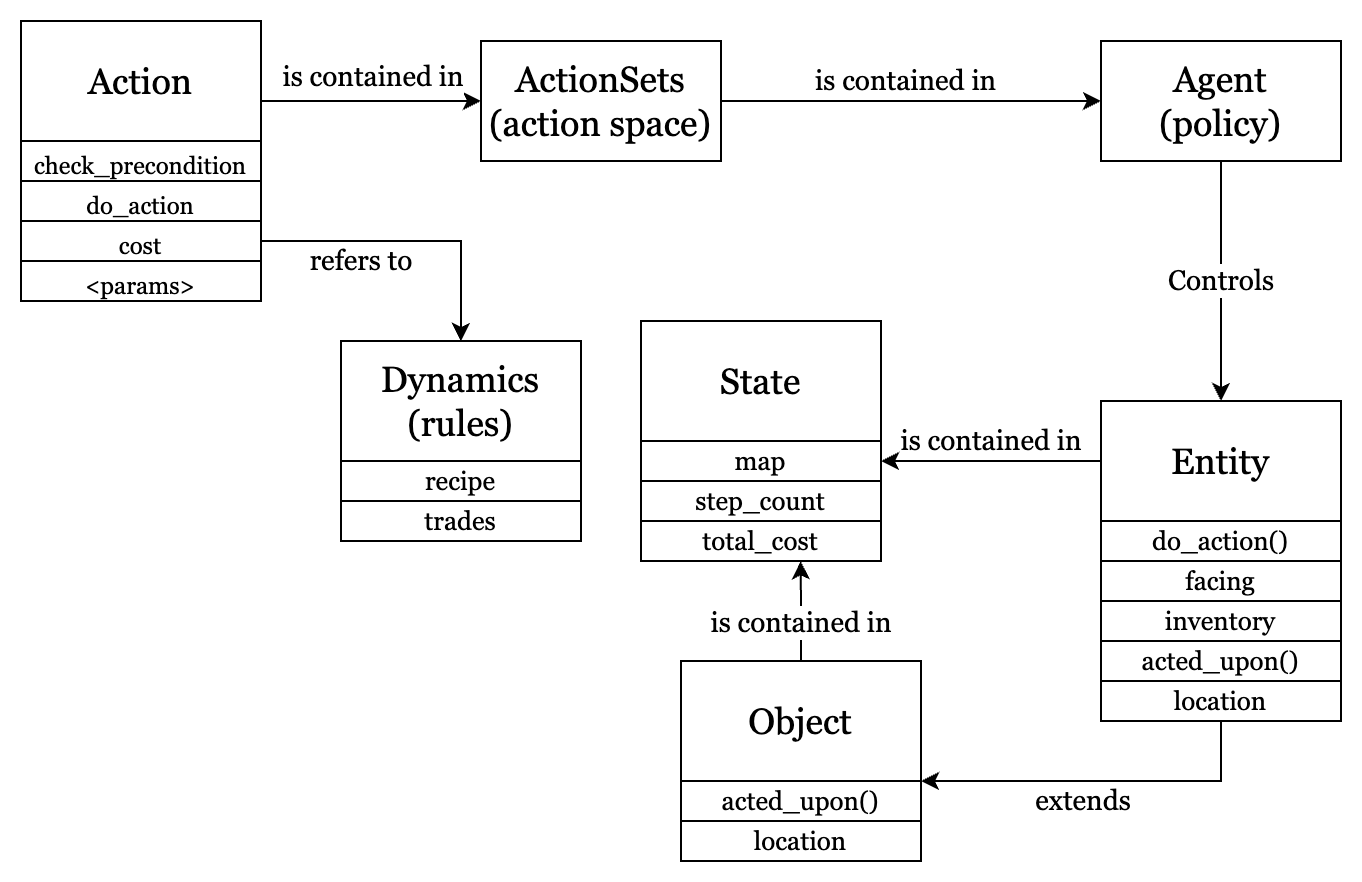 Action
is contained in
ActionSets
(action space)
is contained in
Agent
(policy)
check_precondition
do_action
cost
<params>
refers to
Controls
Dynamics
(rules)
recipe
trades
State
map
step_count
total_cost
is contained in
Entity
do_action()
facing
inventory
acted_upon()
location
is contained in
Object
acted_upon()
location
extends